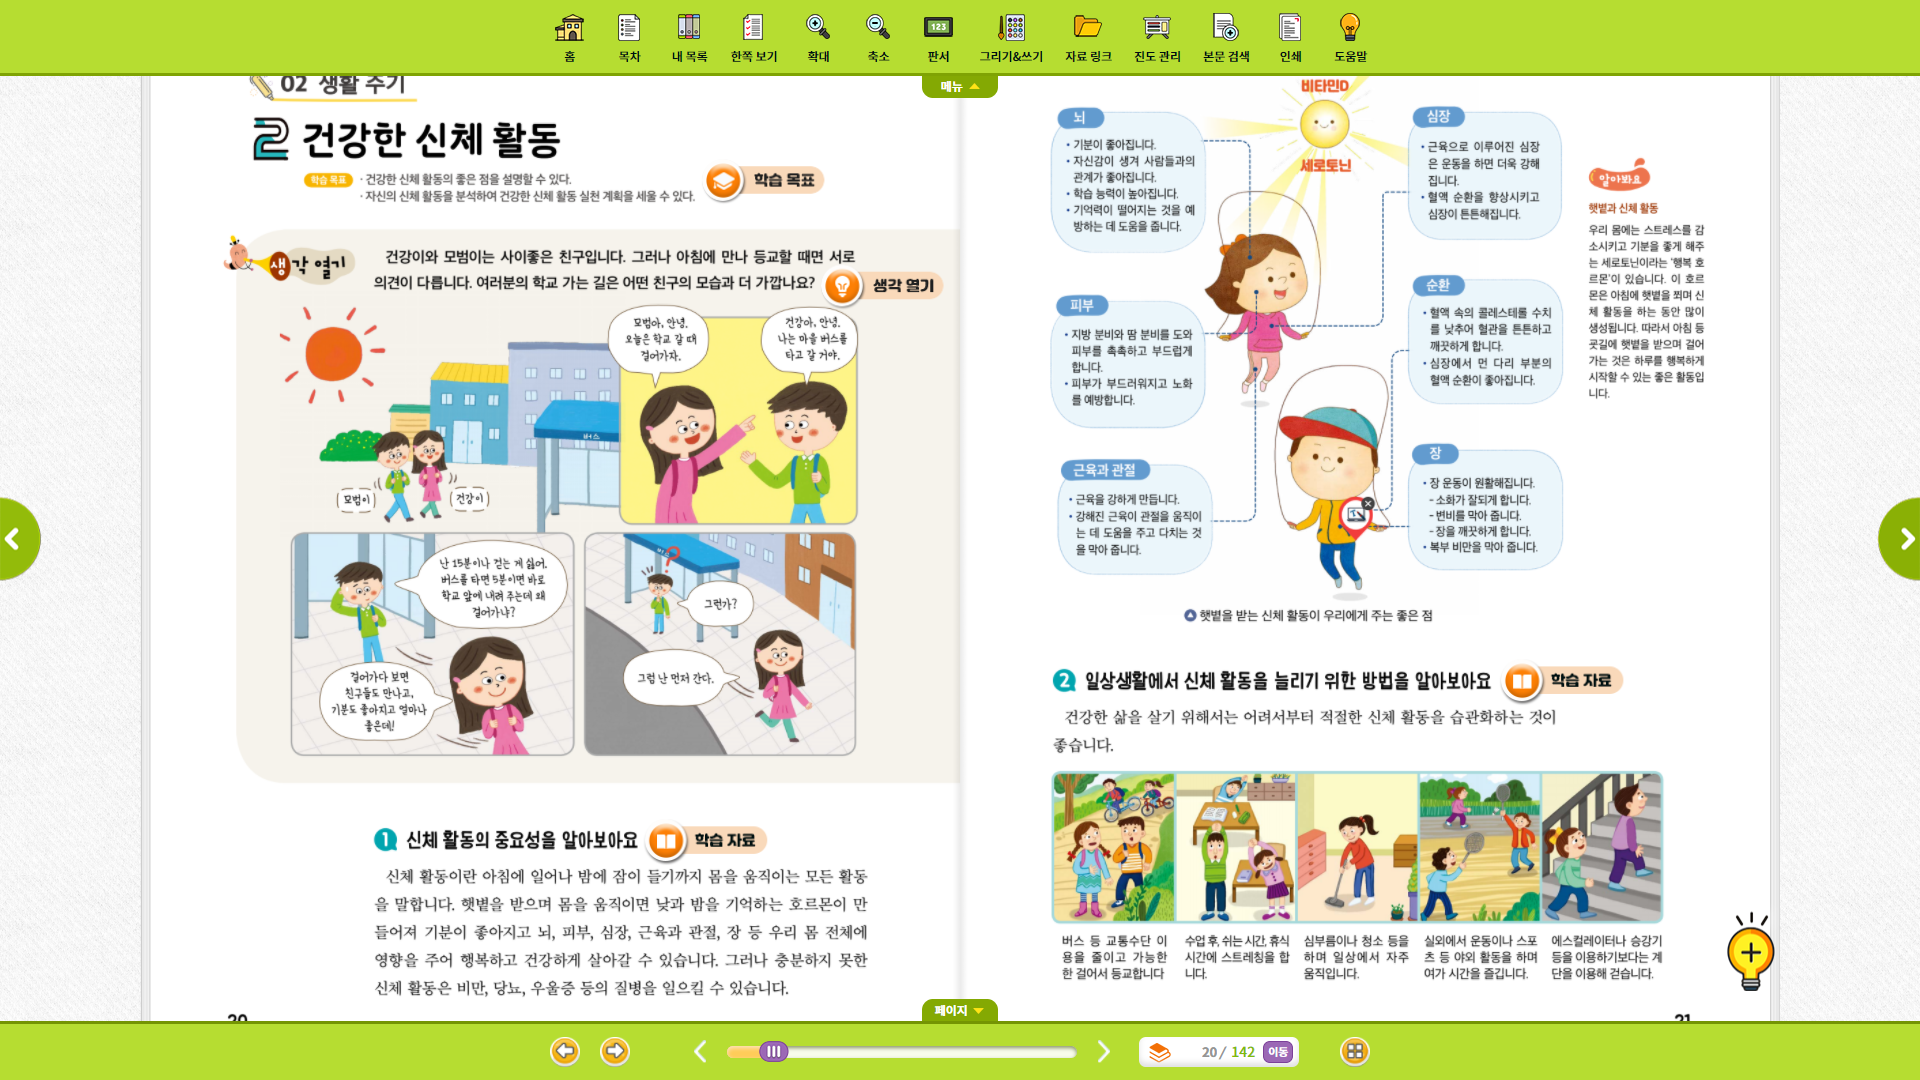 홈
목차
내 목록
한쪽 보기
확대
축소
판서
그리기&쓰기
자료 링크
진도 관리
본문 검색
인쇄
도움말
메뉴
02 생활 주기
2 건강한 신체 활동
학습 목표
· 건강한 신체 활동의 좋은 점을 설명할 수 있다.
· 자신의 신체 활동을 분석하여 건강한 신체 활동 실천 계획을 세울 수 있다.
학습 목표
생각 열기
건강이와 모범이는 사이좋은 친구입니다. 그러나 아침에 만나 등교할 때면 서로
의견이 다릅니다. 여러분의 학교 가는 길은 어떤 친구의 모습과 더 가깝나요?
생각 열기
모범아, 안녕.
오늘은 학교 갈 때
걸어가자.
건강아, 안녕.
나는 마을 버스를
타고 갈 거야.
버스
모범이
건강이
난 15분이나 걷는 게 싫어.
버스를 타면 5분이면 바로
학교 앞에 내려 주는데 왜
걸어가냐?
걸어가다 보면
친구들도 만나고,
기분도 좋아지고 얼마나
좋은데!
그런가?
그럼 난 먼저 간다.
1 신체 활동의 중요성을 알아보아요
학습 자료
신체 활동이란 아침에 일어나 밤에 잠이 들기까지 몸을 움직이는 모든 활동
을 말합니다. 햇볕을 받으며 몸을 움직이면 낮과 밤을 기억하는 호르몬이 만
들어져 기분이 좋아지고 뇌, 피부, 심장, 근육과 관절, 장 등 우리 몸 전체에
영향을 주어 행복하고 건강하게 살아갈 수 있습니다. 그러나 충분하지 못한
신체 활동은 비만, 당뇨, 우울증 등의 질병을 일으킬 수 있습니다.
20
비타민D
세로토닌
뇌
· 기분이 좋아집니다.
· 자신감이 생겨 사람들과의
관계가 좋아집니다.
· 학습 능력이 높아집니다.
· 기억력이 떨어지는 것을 예
방하는 데 도움을 줍니다.
피부
· 지방 분비와 땀 분비를 도와
피부를 촉촉하고 부드럽게
합니다.
· 피부가 부드러워지고 노화
를 예방합니다.
근육과 관절
· 근육을 강하게 만듭니다.
· 강해진 근육이 관절을 움직이
는 데 도움을 주고 다치는 것
을 막아 줍니다.
심장
· 근육으로 이루어진 심장
은 운동을 하면 더욱 강해
집니다.
· 혈액 순환을 향상시키고
심장이 튼튼해집니다.
순환
· 혈액 속의 콜레스테롤 수치
를 낮추어 혈관을 튼튼하고
깨끗하게 합니다.
· 심장에서 먼 다리 부분의
혈액 순환이 좋아집니다.
장
· 장 운동이 원활해집니다.
- 소화가 잘되게 합니다.
- 변비를 막아 줍니다.
- 장을 깨끗하게 합니다.
· 복부 비만을 막아 줍니다.
햇볕을 받는 신체 활동이 우리에게 주는 좋은 점
알아봐요
햇볕과 신체 활동
우리 몸에는 스트레스를 감
소시키고 기분을 좋게 해주
는 세로토닌이라는 '행복 호
르몬'이 있습니다. 이 호르
몬은 아침에 햇볕을 쬐며 신
체 활동을 하는 동안 많이
생성됩니다. 따라서 아침 등
굣길에 햇볕을 받으며 걸어
가는 것은 하루를 행복하게
시작할 수 있는 좋은 활동입
니다.
2 일상생활에서 신체 활동을 늘리기 위한 방법을 알아보아요
학습 자료
건강한 삶을 살기 위해서는 어려서부터 적절한 신체 활동을 습관화하는 것이
좋습니다.
버스 등 교통수단 이
용을 줄이고 가능한
한 걸어서 등교합니다
수업 후, 쉬는 시간, 휴식
시간에 스트레칭을 합
니다.
심부름이나 청소 등을
하며 일상에서 자주
움직입니다.
실외에서 운동이나 스포
츠 등 야외 활동을 하며
여가 시간을 즐깁니다.
에스컬레이터나 승강기
등을 이용하기보다는 계
단을 이용해 걷습니다.
21
페이지
20 / 142 이동